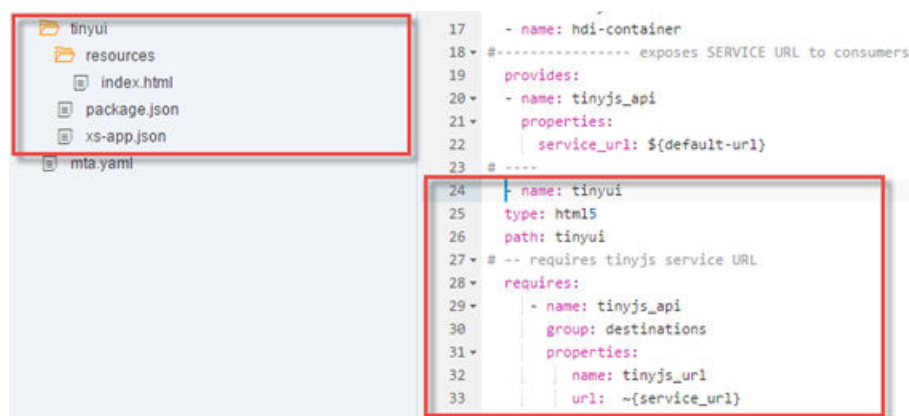 tinyui
resources
index.html
package.json
xs-app.json
mta.yaml
17 - name: hdi-container
18 #---------------- exposes SERVICE URL to consumers
19 provides:
20 - name: tinyjs_api
21 properties:
22 service_url: ${default-url}
23 # ----
24 - name: tinyui
25 type: html5
26 path: tinyui
27 # -- requires tinyjs service URL
28 requires:
29 - name: tinyjs_api
30 group: destinations
31 properties:
32 name: tinyjs_url
33 url: ~{service_url}